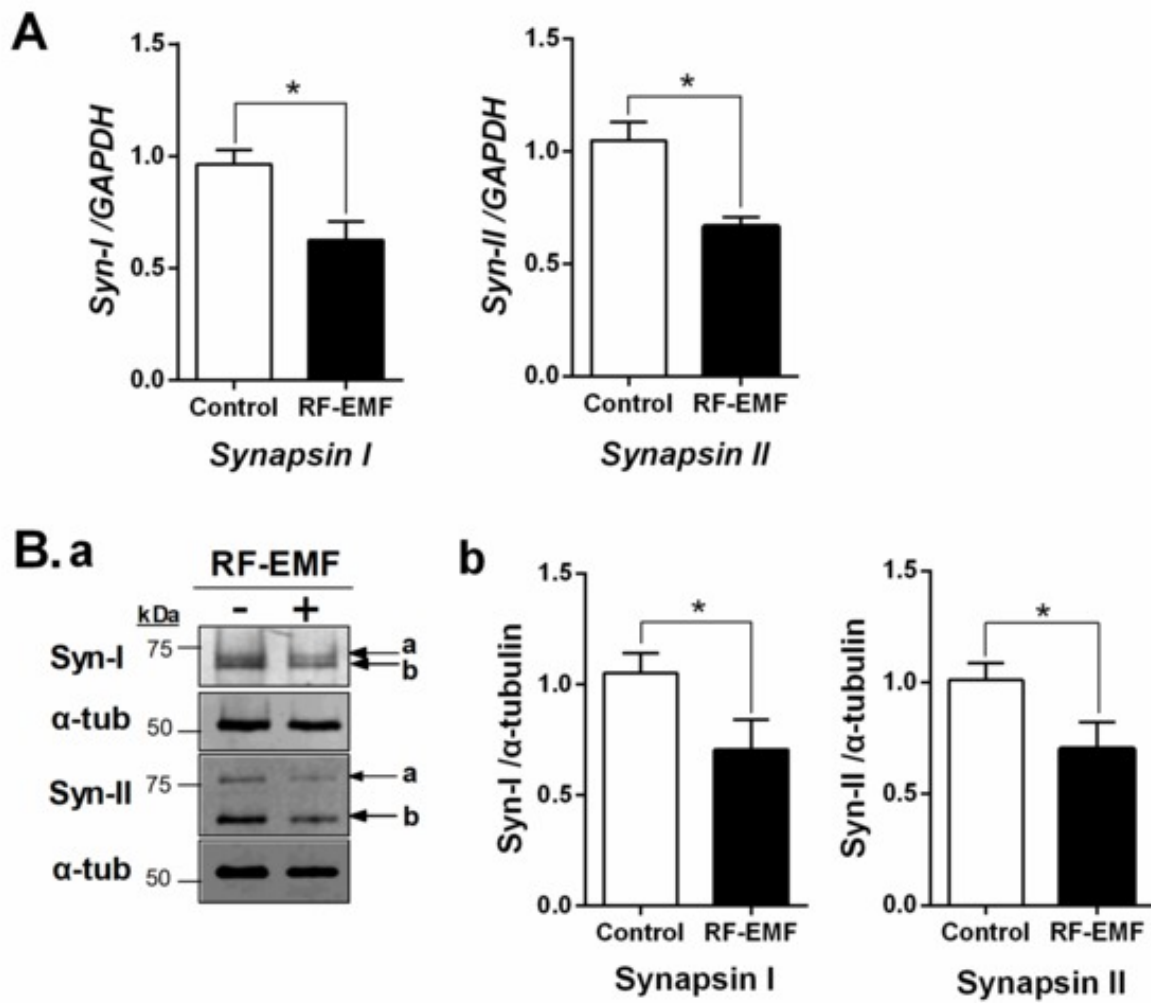 A
Syn-I /GAPDH
1.5
1.0
0.5
0.0
*
Control RF-EMF
Synapsin I
Syn-II /GAPDH
1.5
1.0
0.5
0.0
*
Control RF-EMF
Synapsin II
B. a
RF-EMF
kDa - +
Syn-I 75 a
b
α-tub 50
Syn-II 75 a
b
α-tub 50
b
Syn-I /α-tubulin
1.5
1.0
0.5
0.0
*
Control RF-EMF
Synapsin I
Syn-II /α-tubulin
1.5
1.0
0.5
0.0
*
Control RF-EMF
Synapsin II